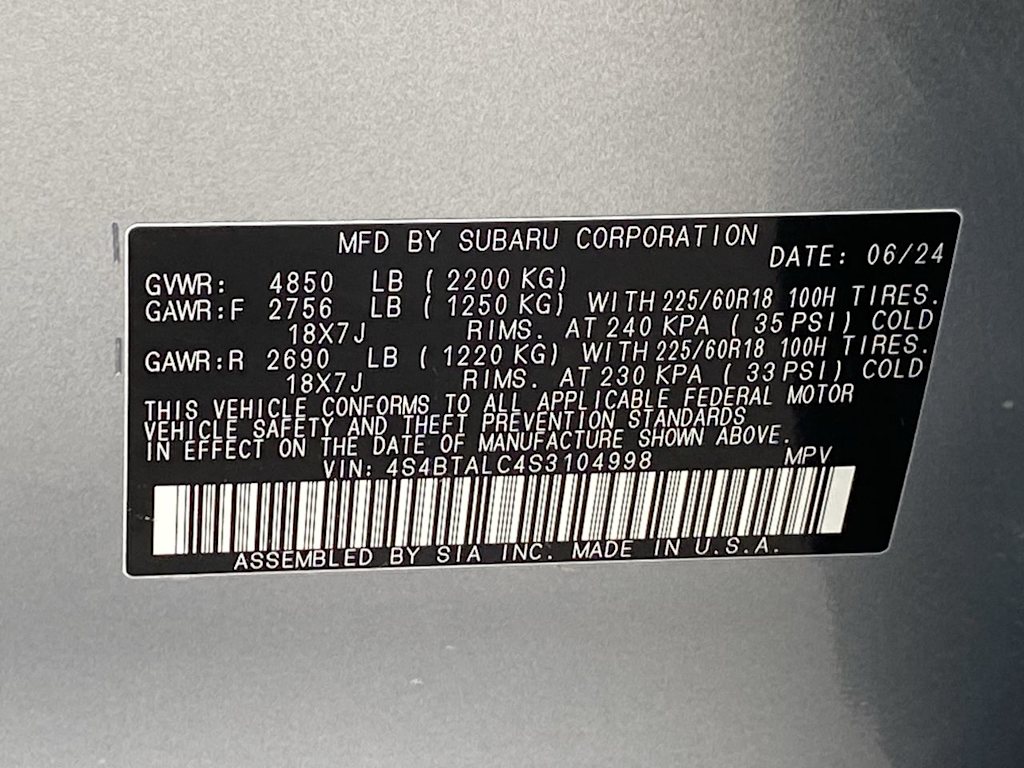 MFD BY SUBARU CORPORATION
DATE: 06/24
GVWR: 4850 LB ( 2200 KG)
GAWR:F 2756 LB ( 1250 KG) WITH 225/60R18 100H TIRES.
18X7J RIMS. AT 240 KPA ( 35 PSI) COLD
GAWR:R 2690 LB ( 1220 KG) WITH 225/60R18 100H TIRES.
18X7J RIMS. AT 230 KPA ( 33 PSI) COLD
THIS VEHICLE CONFORMS TO ALL APPLICABLE FEDERAL MOTOR
VEHICLE SAFETY AND THEFT PREVENTION STANDARDS
IN EFFECT ON THE DATE OF MANUFACTURE SHOWN ABOVE.
VIN: 4S4BTALC4S3104998 MPV
ASSEMBLED BY SIA INC. MADE IN U.S.A.